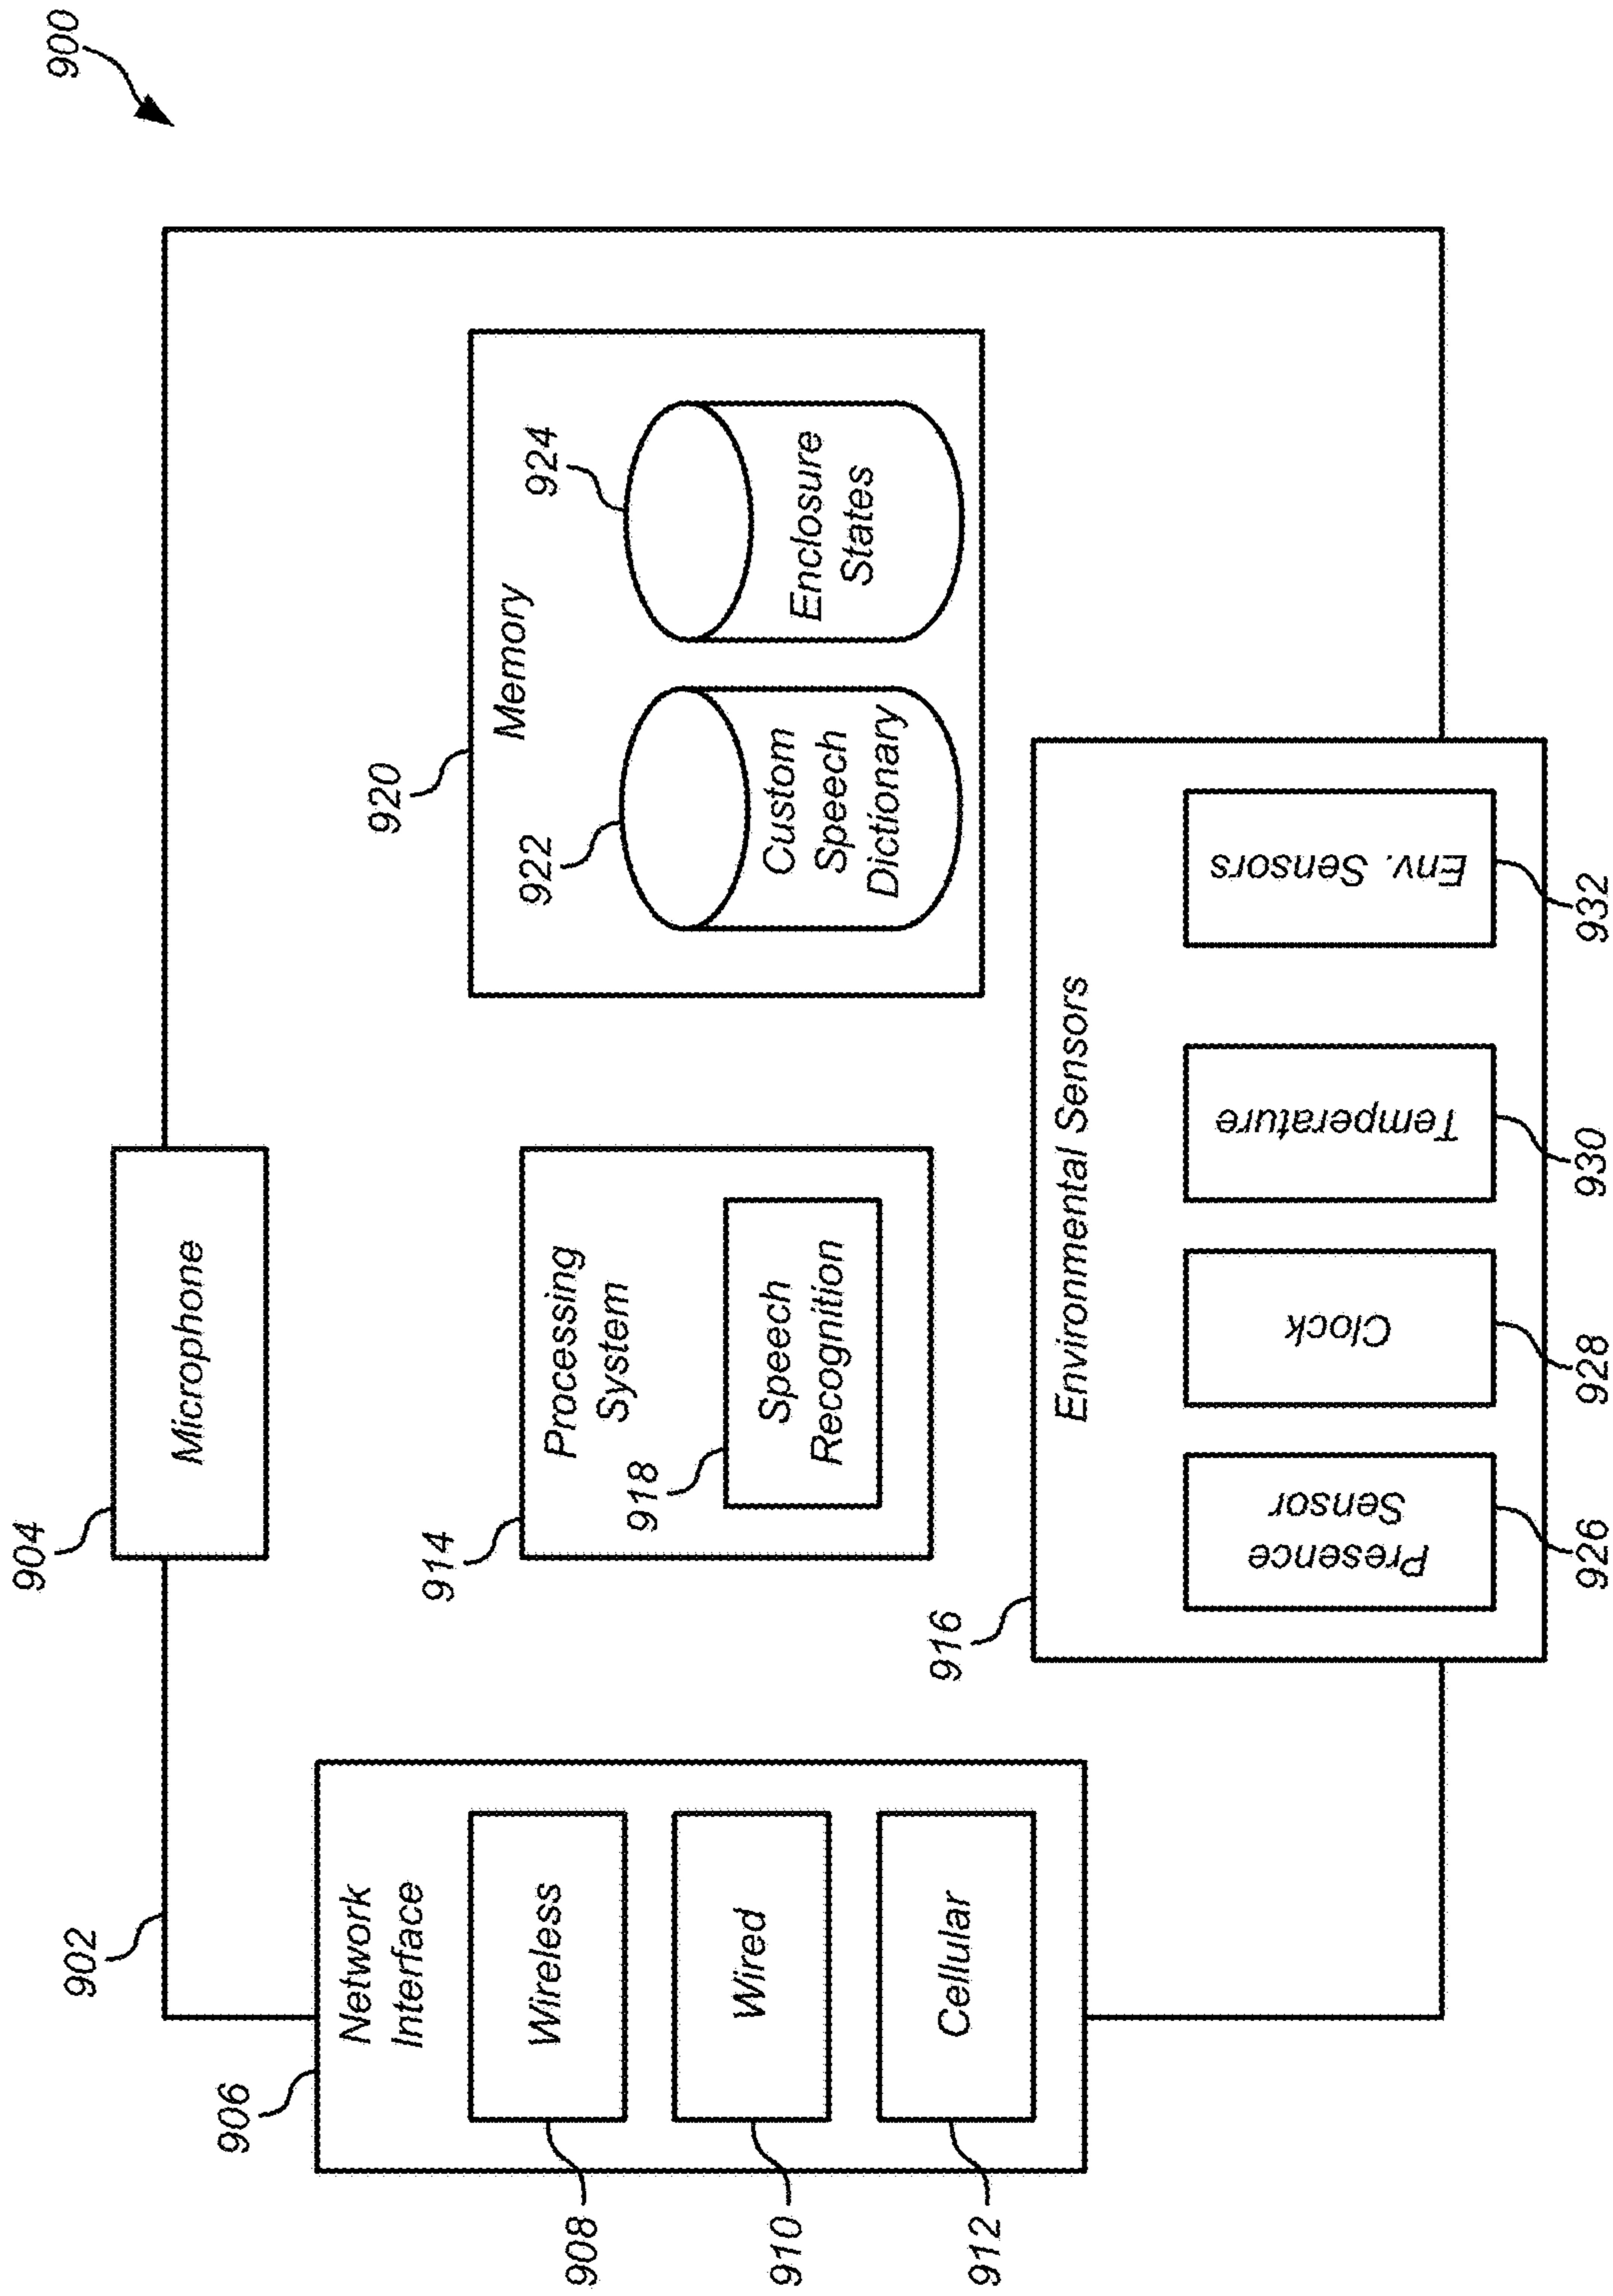 900
902
904
Microphone
906
Network
Interface
908
Wireless
910
Wired
912
Cellular
914
Processing
System
918
Speech
Recognition
920
Memory
922
Custom
Speech
Dictionary
924
Enclosure
States
916
Environmental Sensors
Presence
Sensor
926
Clock
928
Temperature
930
Env. Sensors
932